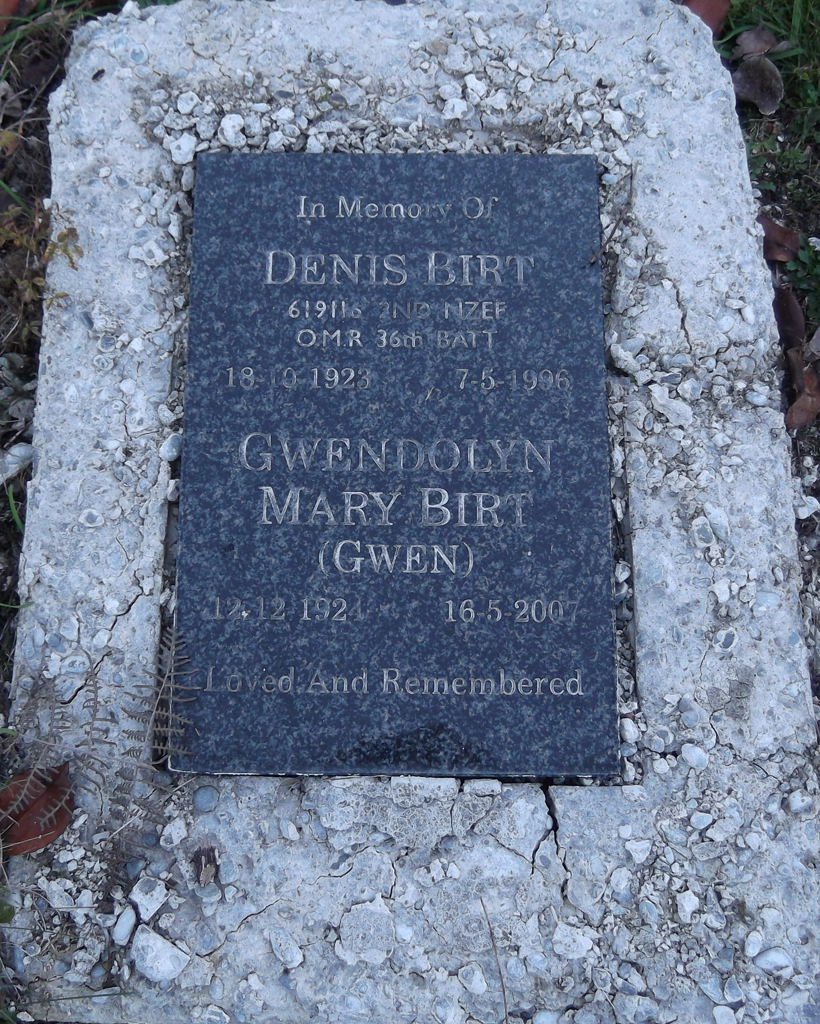 In Memory Of
DENIS BIRT
619116 2ND NZEF
O.M.R 36th BATT
18-10-1923 7-5-1996
GWENDOLYN
MARY BIRT
(GWEN)
12-12-1924 16-5-2007
Loved And Remembered